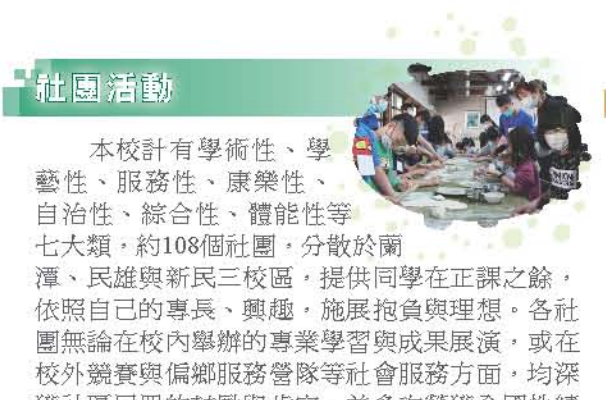 社團活動
本校計有學術性、學
藝性、服務性、康樂性、
自治性、綜合性、體能性等
七大類，約108個社團，分散於蘭
潭、民雄與新民三校區，提供同學在正課之餘，
依照自己的專長、興趣，施展抱負與理想。各社
團無論在校內舉辦的專業學習與成果展演，或在
校外競賽與偏鄉服務營隊等社會服務方面，均深